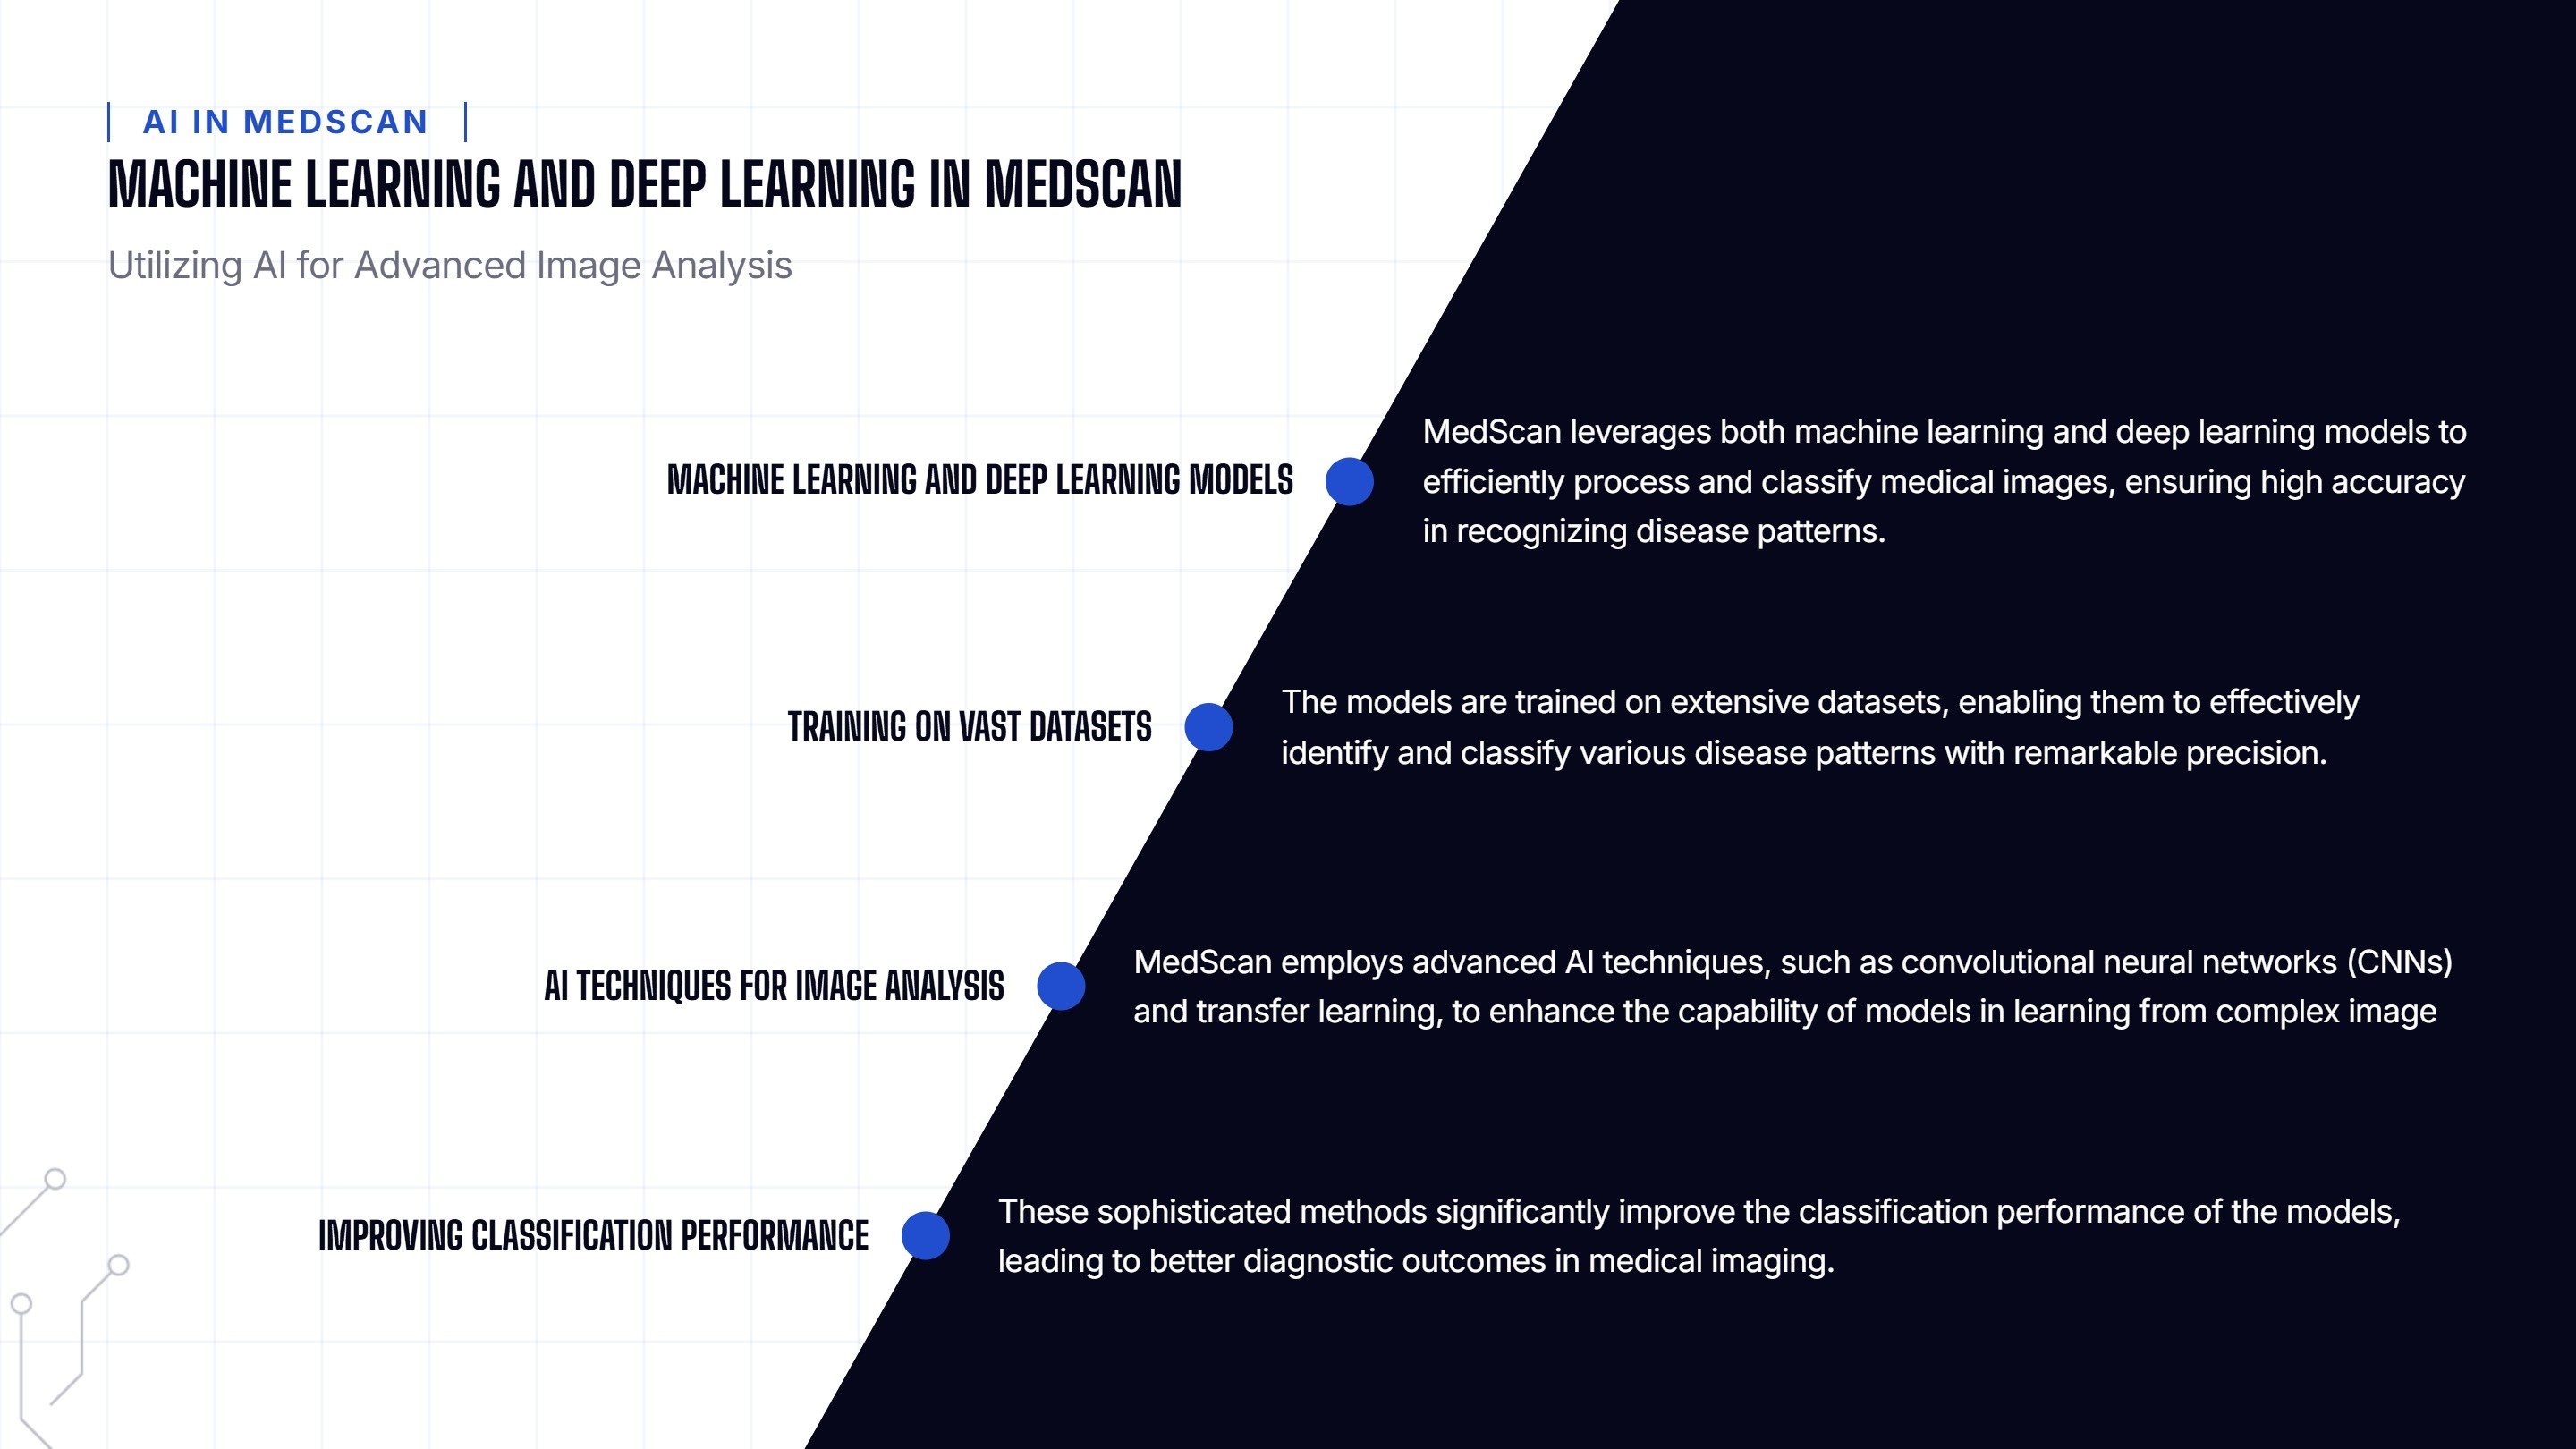 AI IN MEDSCAN
MACHINE LEARNING AND DEEP LEARNING IN MEDSCAN
Utilizing AI for Advanced Image Analysis
MACHINE LEARNING AND DEEP LEARNING MODELS
MedScan leverages both machine learning and deep learning models to
efficiently process and classify medical images, ensuring high accuracy
in recognizing disease patterns.
TRAINING ON VAST DATASETS
The models are trained on extensive datasets, enabling them to effectively
identify and classify various disease patterns with remarkable precision.
AI TECHNIQUES FOR IMAGE ANALYSIS
MedScan employs advanced AI techniques, such as convolutional neural networks (CNNs)
and transfer learning, to enhance the capability of models in learning from complex image
IMPROVING CLASSIFICATION PERFORMANCE
These sophisticated methods significantly improve the classification performance of the models,
leading to better diagnostic outcomes in medical imaging.